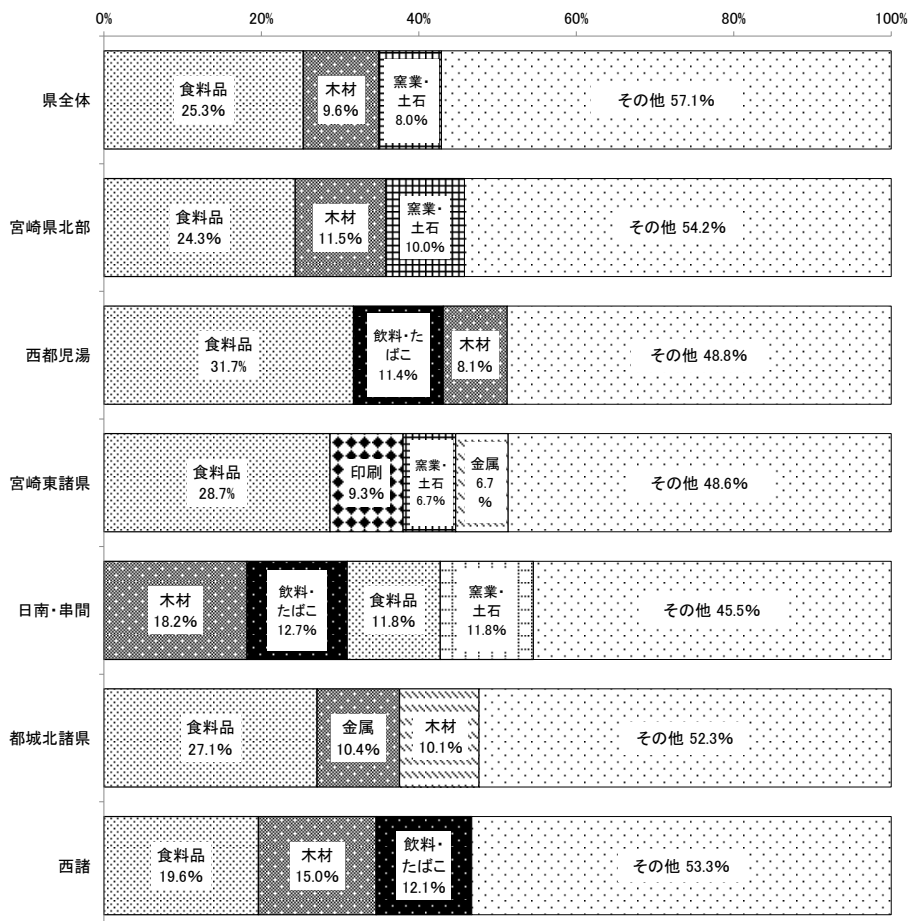 0%
20%
40%
60%
80%
100%
県全体
食料品
25.3%
木材
9.6%
窯業・
土石
8.0%
その他 57.1%
宮崎県北部
食料品
24.3%
木材
11.5%
窯業・
土石
10.0%
その他 54.2%
西都児湯
食料品
31.7%
飲料・た
ばこ
11.4%
木材
8.1%
その他 48.8%
宮崎東諸県
食料品
28.7%
印刷
9.3%
窯業・
土石
6.7%
金属
6.7
%
その他 48.6%
日南・串間
木材
18.2%
飲料・
たばこ
12.7%
食料品
11.8%
窯業・
土石
11.8%
その他 45.5%
都城北諸県
食料品
27.1%
金属
10.4%
木材
10.1%
その他 52.3%
西諸
食料品
19.6%
木材
15.0%
飲料・
たばこ
12.1%
その他 53.3%